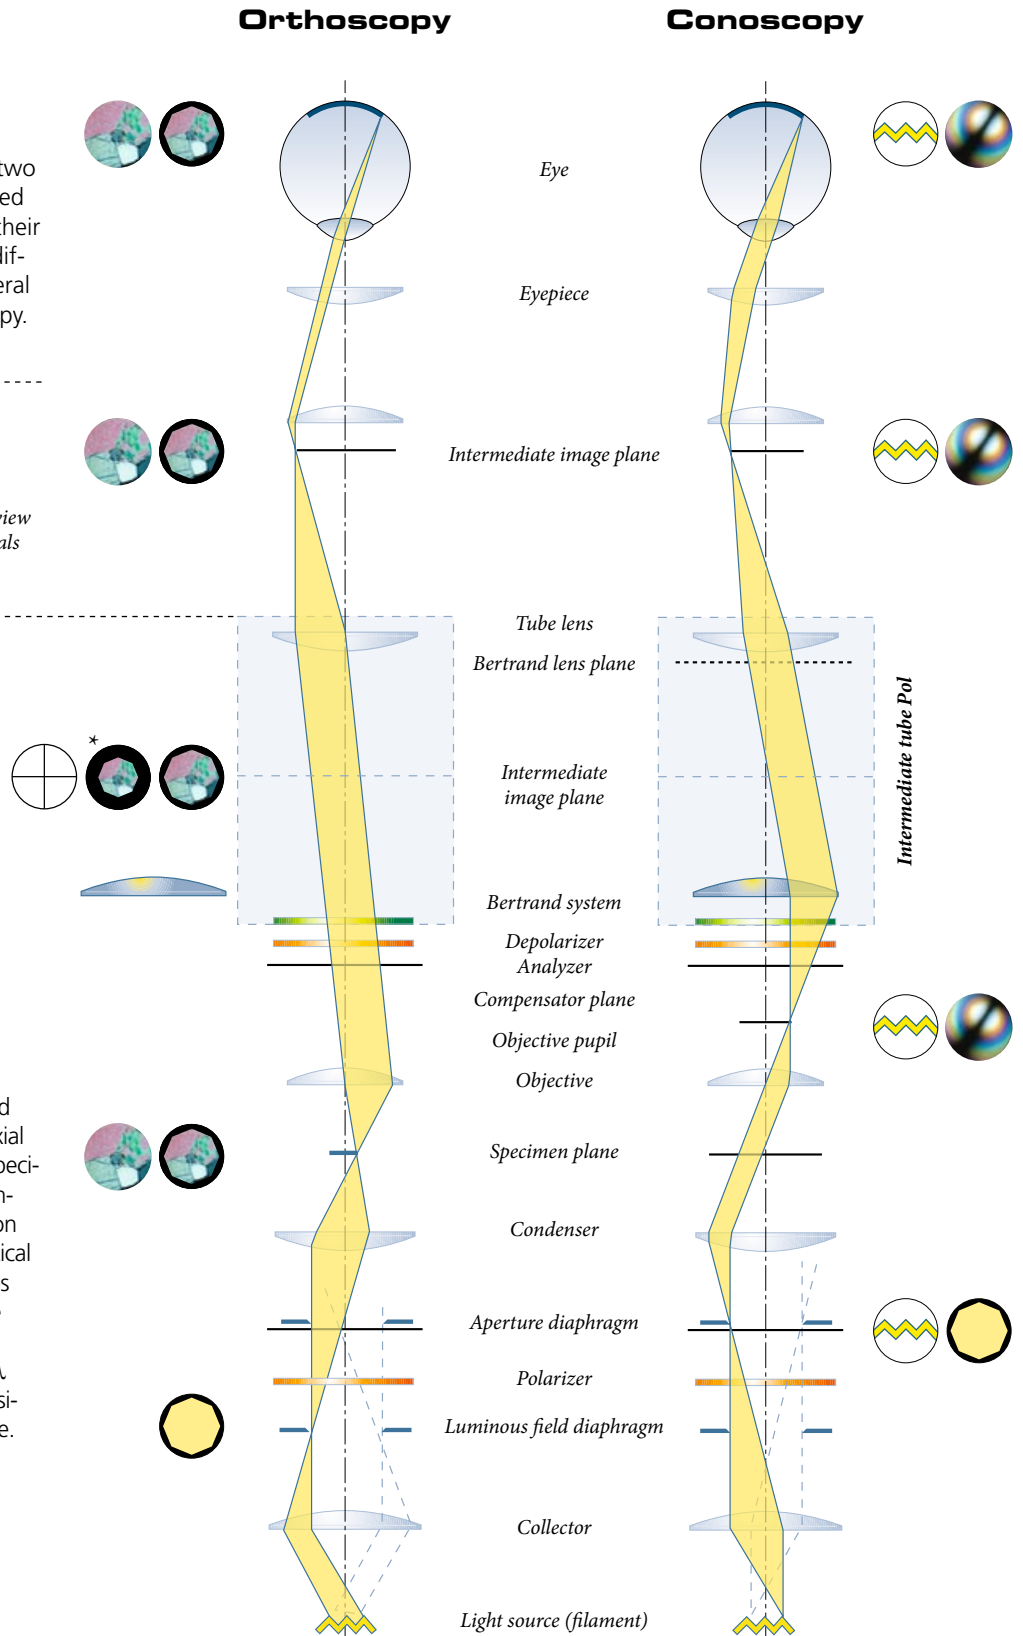 Orthoscopy
Conoscopy
two
ed
their
dif-
eral
py.
Eye
Eyepiece
Intermediate image plane
view
als
Tube lens
Bertrand lens plane
*
Intermediate
image plane
Intermediate tube Pol
Bertrand system
Depolarizer
Analyzer
Compensator plane
Objective pupil
Objective
d
xial
peci-
n-
on
tical
s
Specimen plane
Condenser
Aperture diaphragm
Polarizer
si-
e.
Luminous field diaphragm
Collector
Light source (filament)